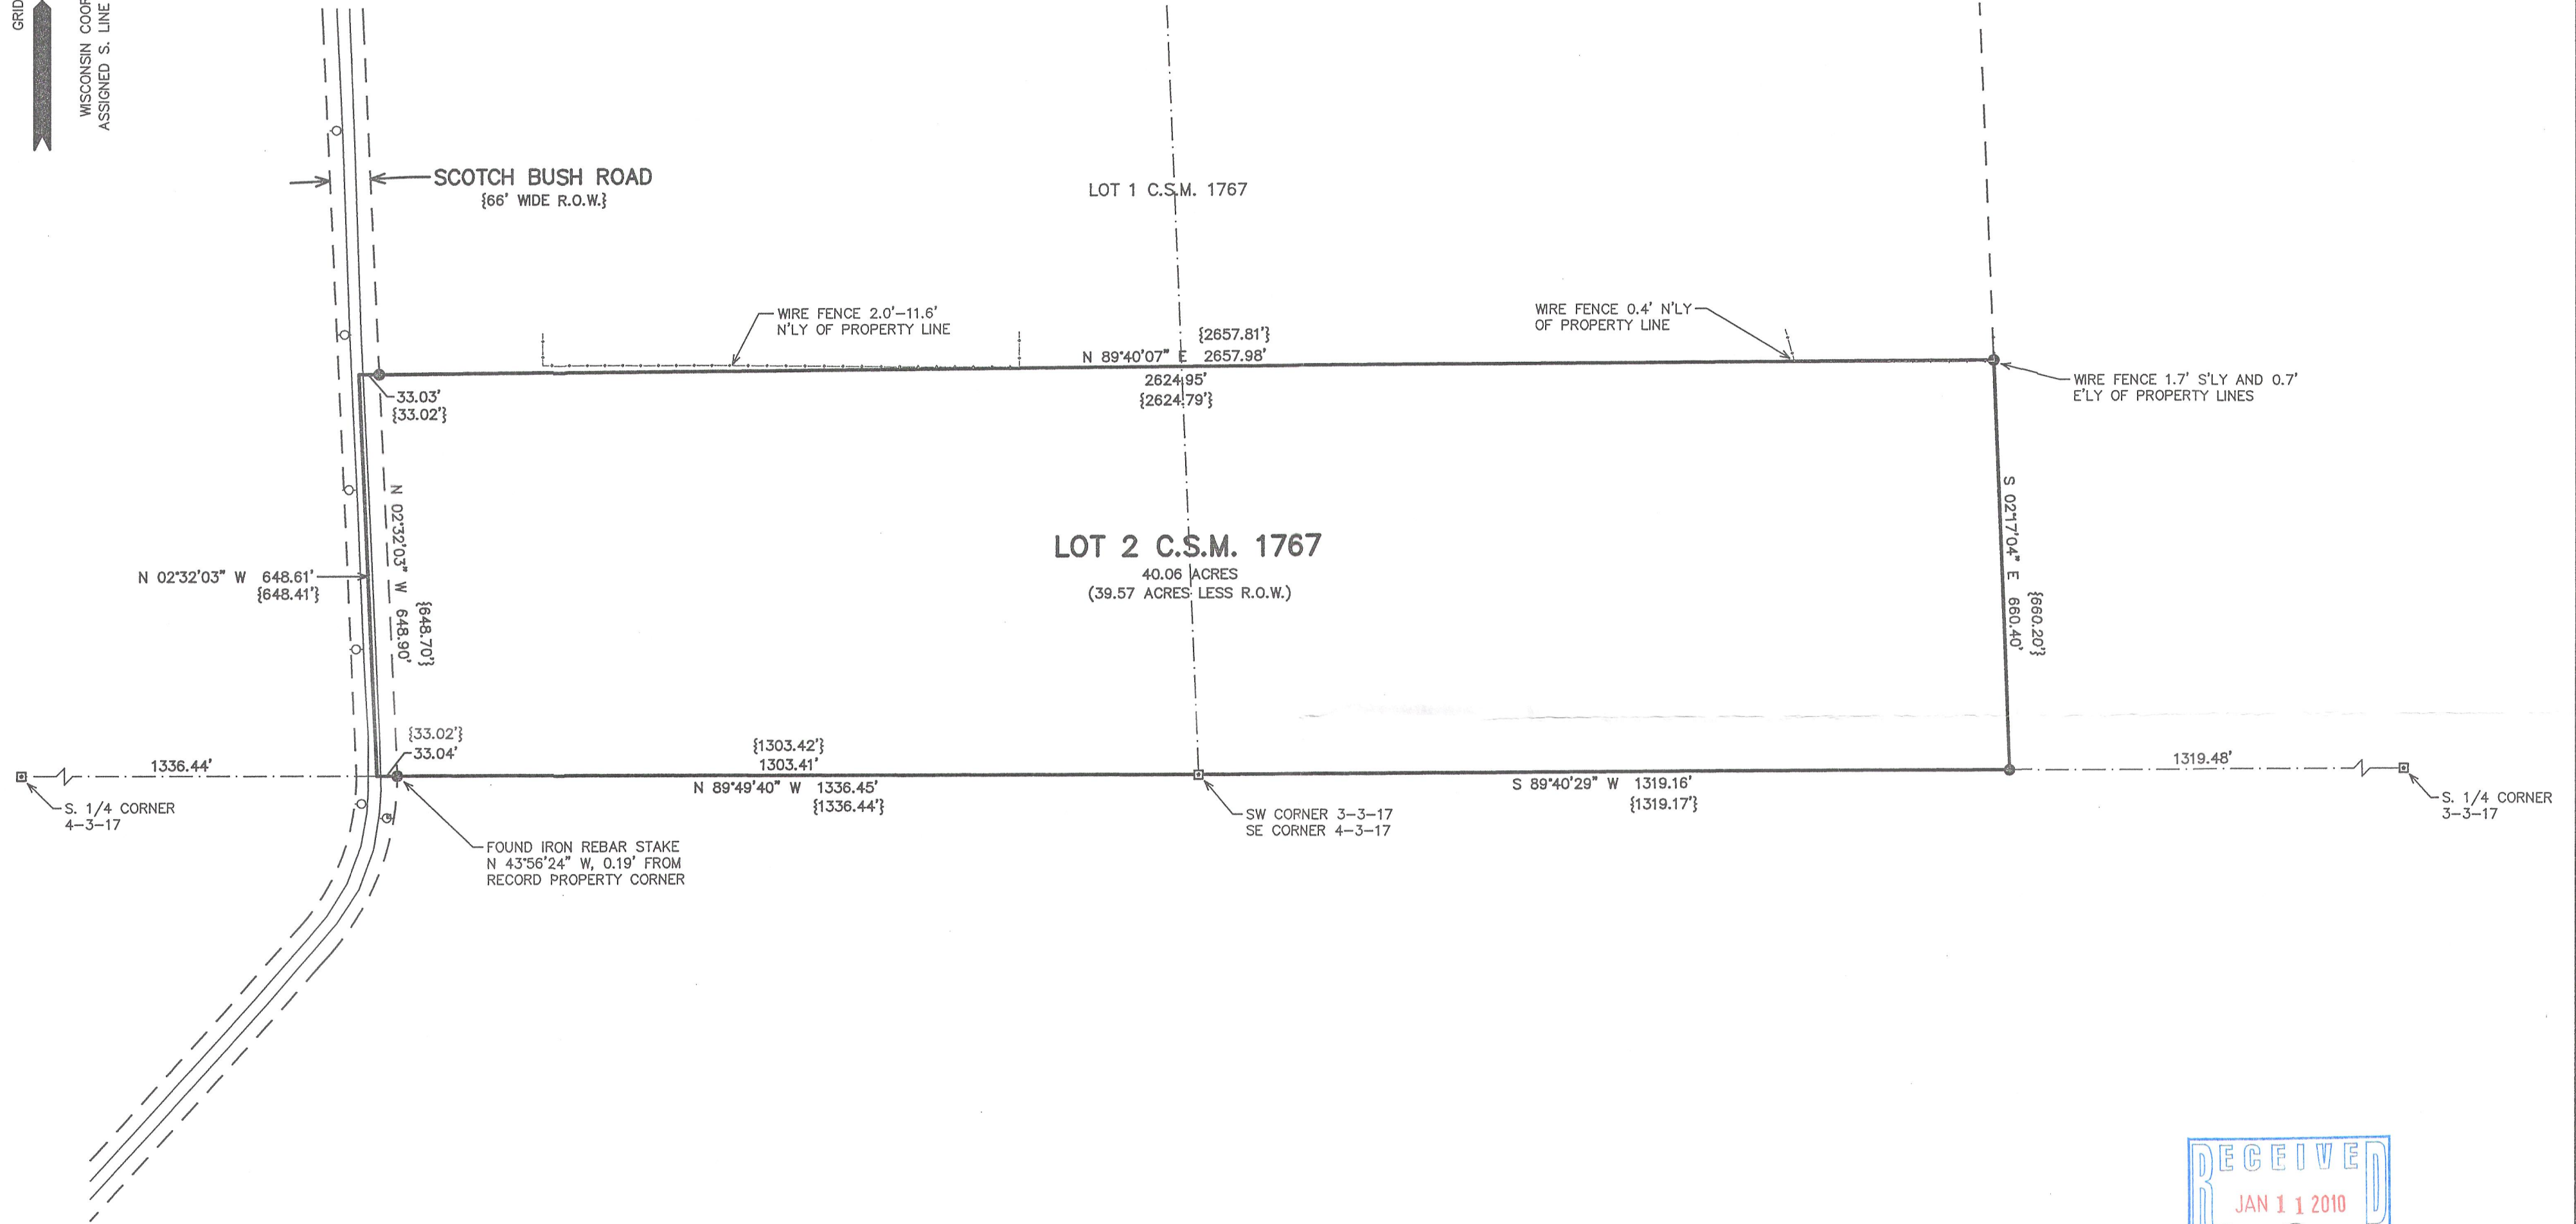 GRID
WISCONSIN COOR
ASSIGNED S. LINE
SCOTCH BUSH ROAD
{66' WIDE R.O.W.}
LOT 1 C.S.M. 1767
WIRE FENCE 2.0'-11.6'
N'LY OF PROPERTY LINE
WIRE FENCE 0.4' N'LY
OF PROPERTY LINE
{2657.81'}
N 89°40'07" E 2657.98'
2624.95'
{2624.79'}
33.03'
{33.02'}
WIRE FENCE 1.7' S'LY AND 0.7'
E'LY OF PROPERTY LINES
N 02°32'03" W 648.61'
{648.41'}
N 02°32'03" W 648.90'
{648.70'}
LOT 2 C.S.M. 1767
40.06 ACRES
(39.57 ACRES LESS R.O.W.)
S 02°17'04" E 660.40'
{660.20'}
{33.02'}
33.04'
1336.44'
S. 1/4 CORNER
4-3-17
{1303.42'}
1303.41'
N 89°49'40" W 1336.45'
{1336.44'}
SW CORNER 3-3-17
SE CORNER 4-3-17
S 89°40'29" W 1319.16'
{1319.17'}
1319.48'
S. 1/4 CORNER
3-3-17
FOUND IRON REBAR STAKE
N 43°56'24" W, 0.19' FROM
RECORD PROPERTY CORNER
RECEIVED
JAN 11 2010